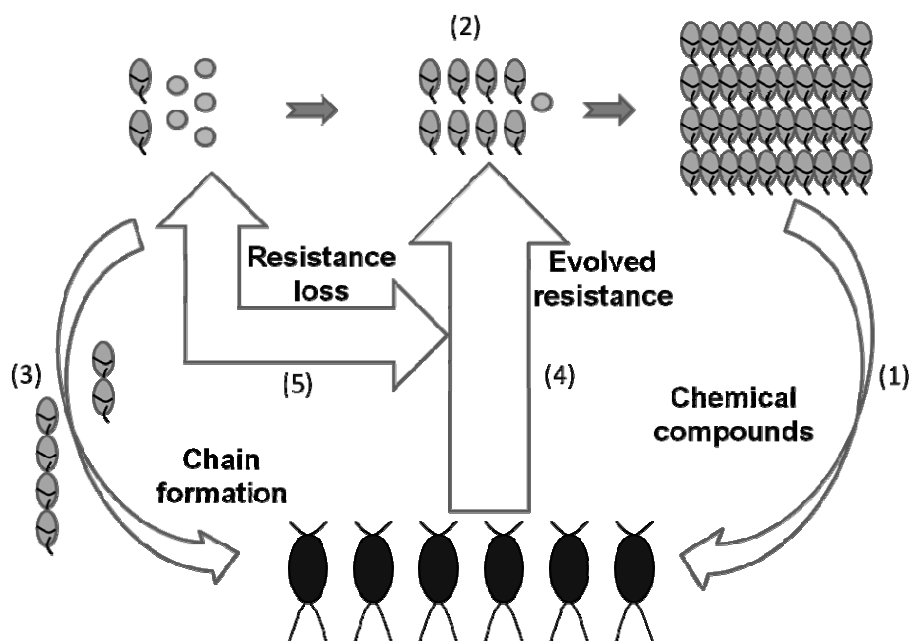 (2)
Resistance
loss
Evolved
resistance
(3)
(5)
(4)
(1)
Chemical
compounds
Chain
formation